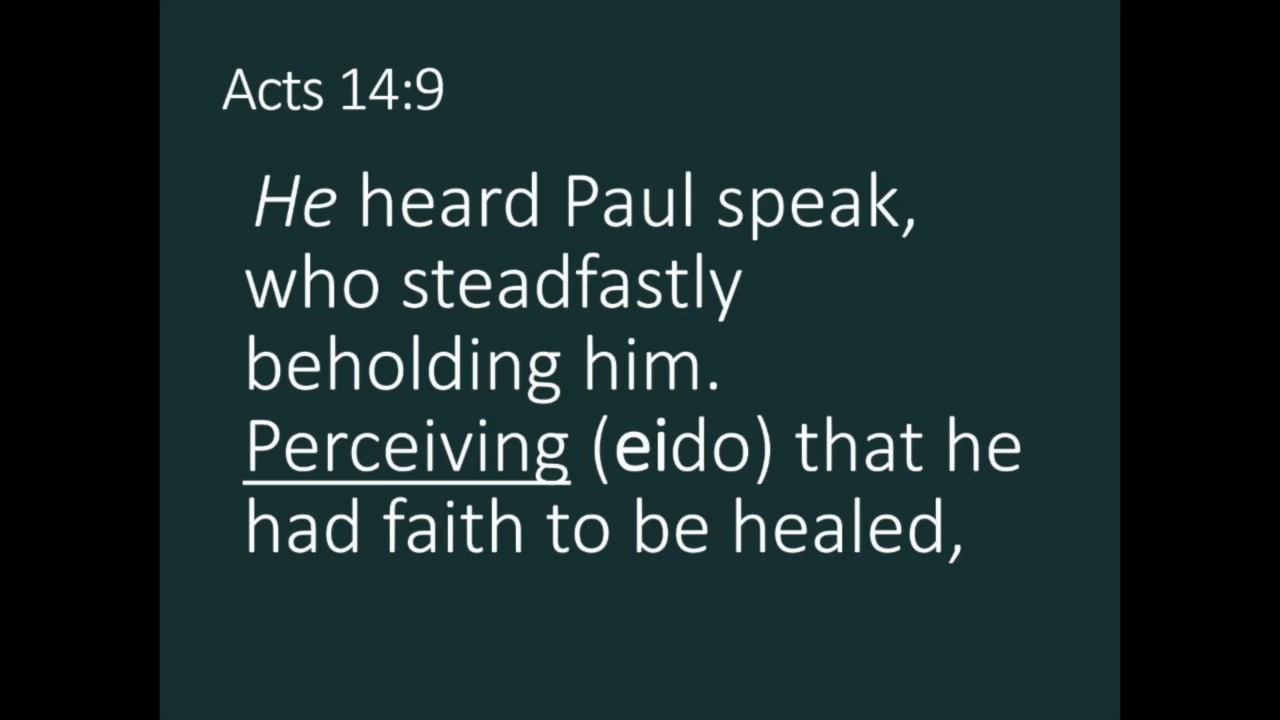 Acts 14:9
He heard Paul speak,
who steadfastly
beholding him.
Perceiving (eido) that he
had faith to be healed,